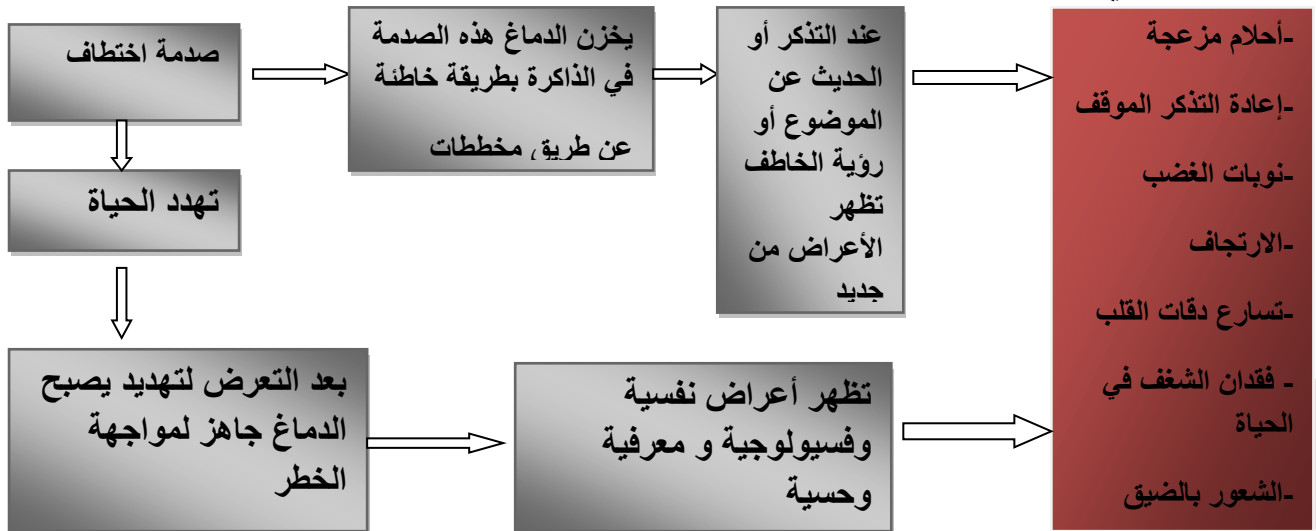 صدمة اختطاف
يخزن الدماغ هذه الصدمة
في الذاكرة بطريقة خاطئة
عن طريق مخططات
عند التذكر أو
الحديث عن
الموضوع أو
رؤية الخاطف
تظهر
الأعراض من
جديد
-أحلام مزعجة
-إعادة التذكر الموقف
-نوبات الغضب
-الارتجاف
-تسارع دقات القلب
- فقدان الشغف في
الحياة
-الشعور بالضيق
تهدد الحياة
بعد التعرض لتهديد يصبح
الدماغ جاهز لمواجهة
الخطر
تظهر أعراض نفسية
وفسيولوجية و معرفية
وحسية